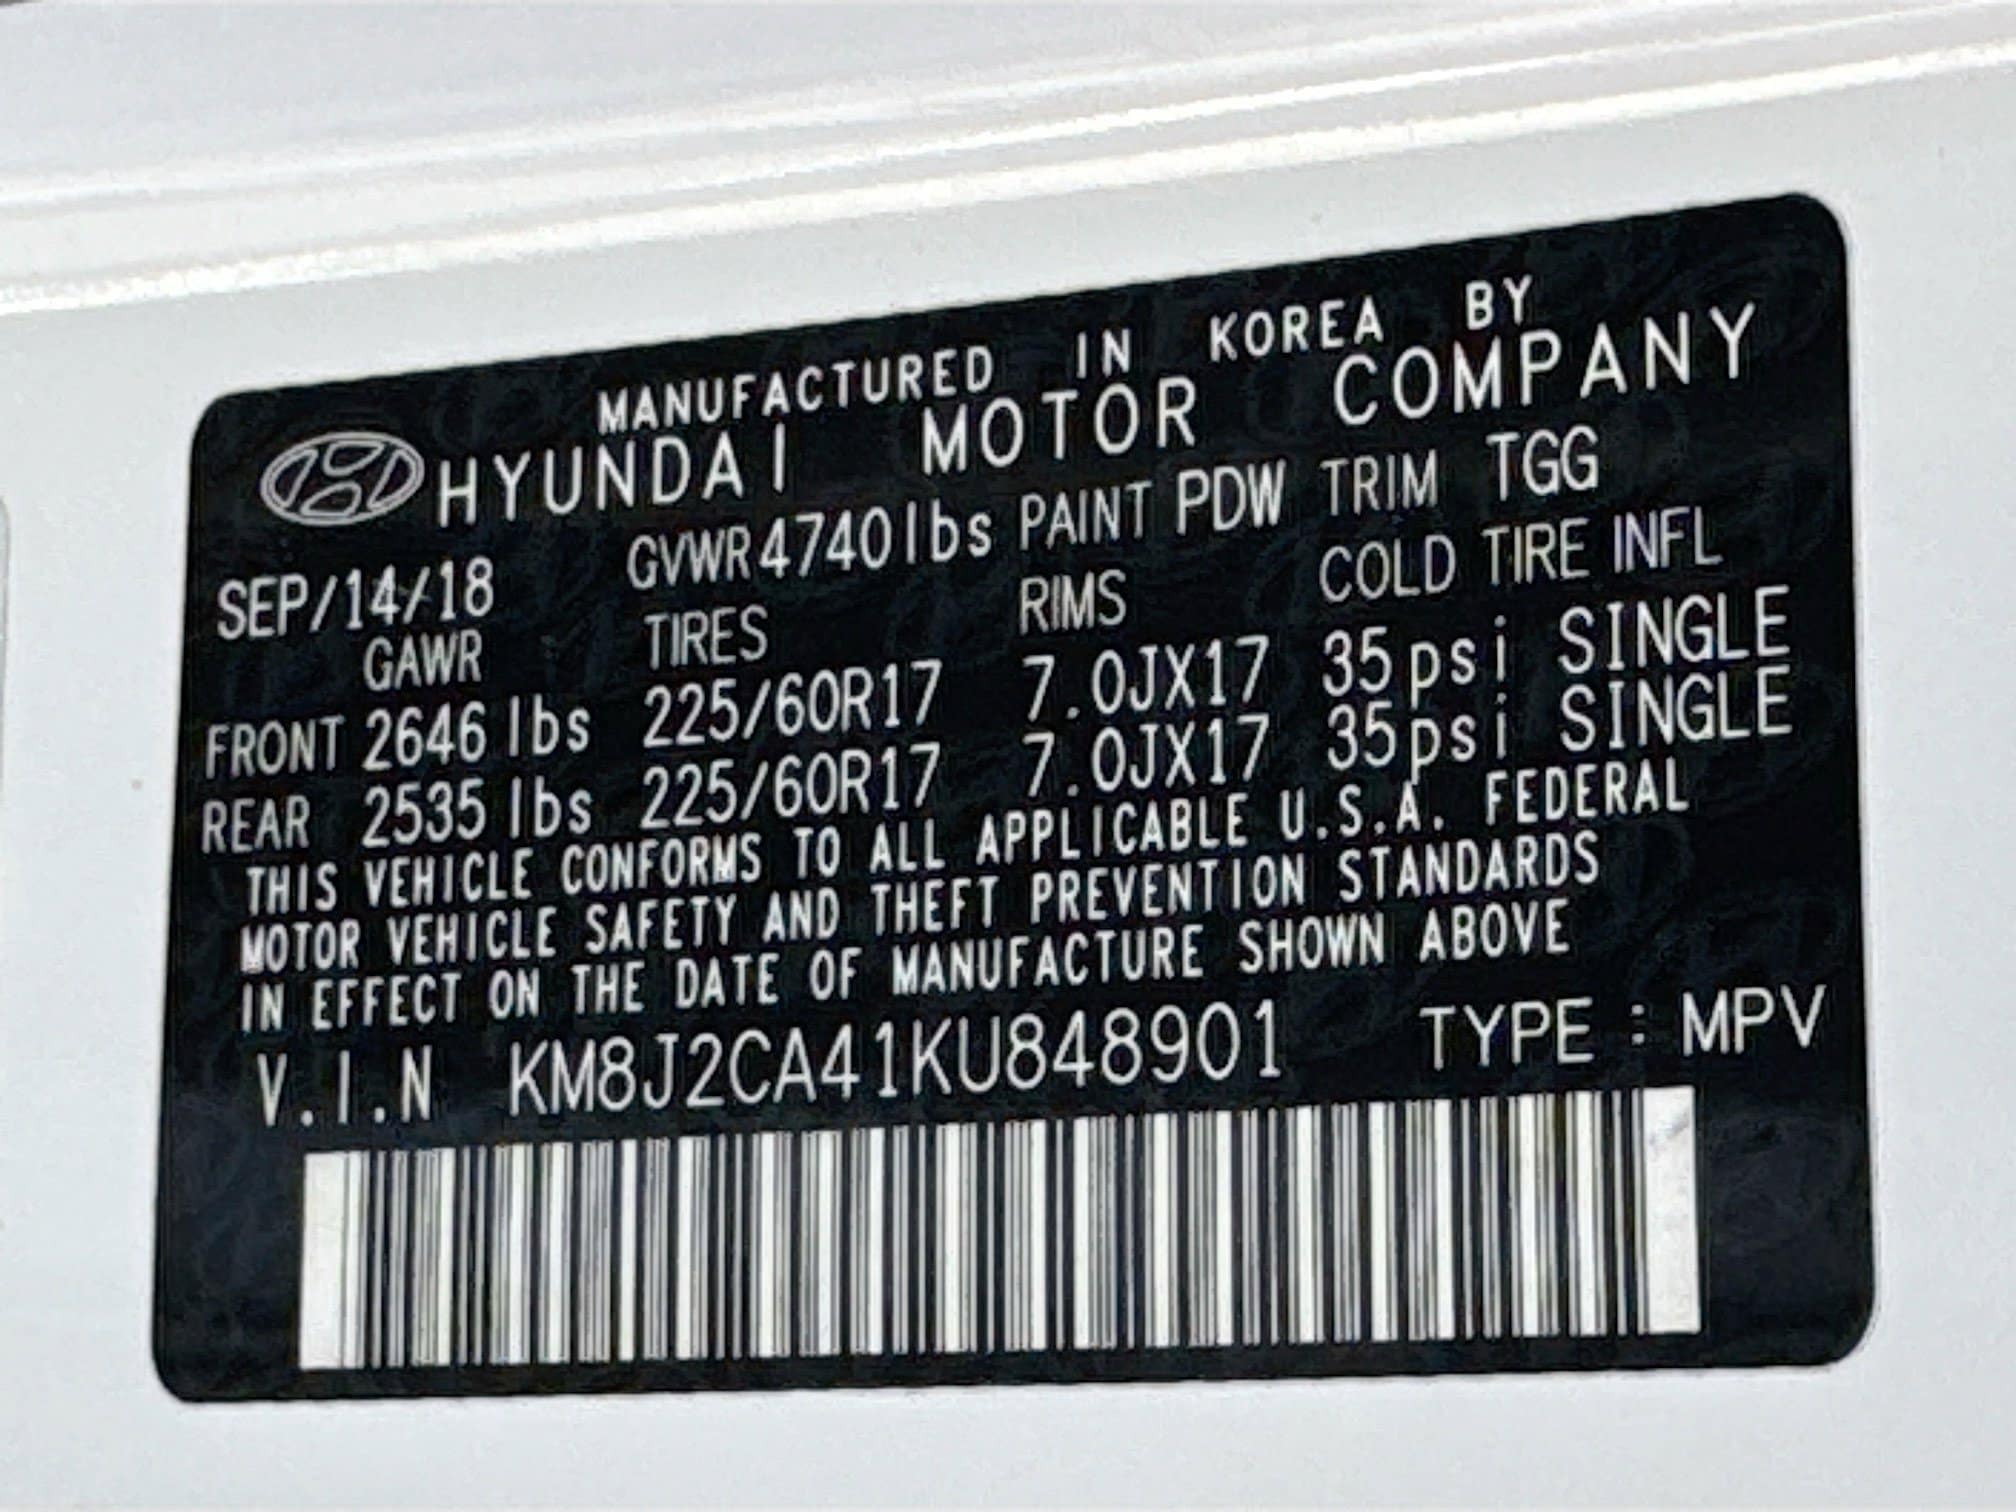 MANUFACTURED IN KOREA BY
HYUNDAI MOTOR COMPANY
SEP/14/18 GVWR 4740lbs PAINT PDW TRIM TGG
GAWR TIRES RIMS COLD TIRE INFL
FRONT 2646 lbs 225/60R17 7.0JX17 35psi SINGLE
REAR 2535 lbs 225/60R17 7.0JX17 35psi SINGLE
THIS VEHICLE CONFORMS TO ALL APPLICABLE U.S.A. FEDERAL
MOTOR VEHICLE SAFETY AND THEFT PREVENTION STANDARDS
IN EFFECT ON THE DATE OF MANUFACTURE SHOWN ABOVE
V.I.N KM8J2CA41KU848901 TYPE : MPV